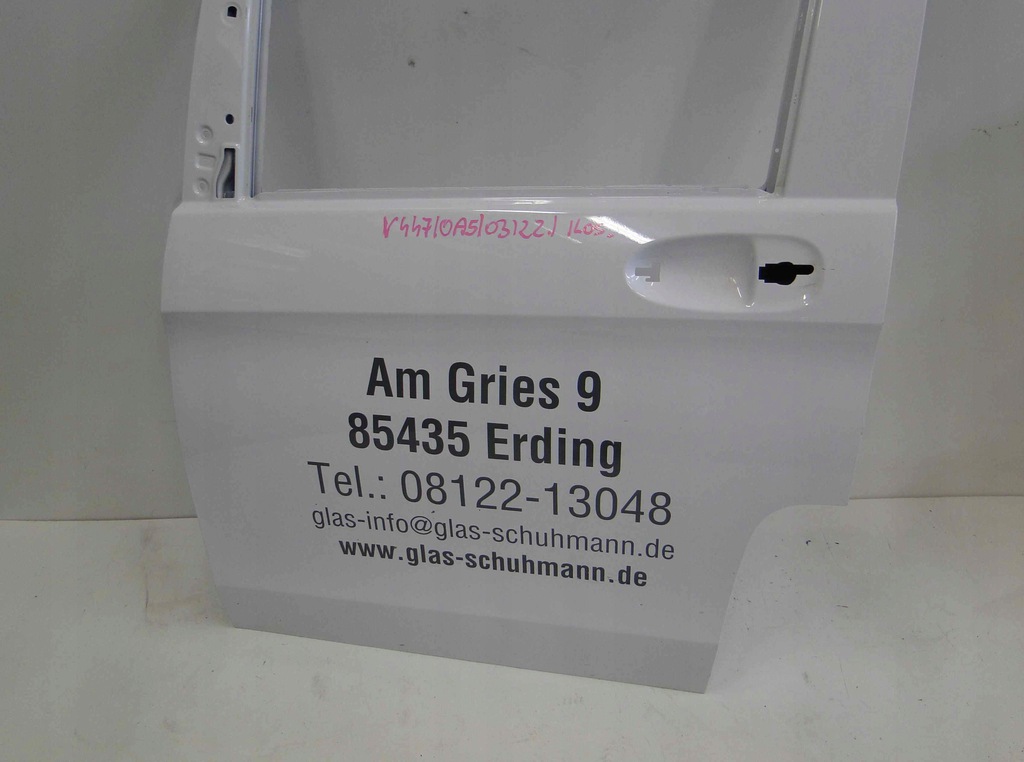 V447/0A5/03122/
Am Gries 9
85435 Erding
Tel.: 08122-13048
glas-info@glas-schuhmann.de
www.glas-schuhmann.de